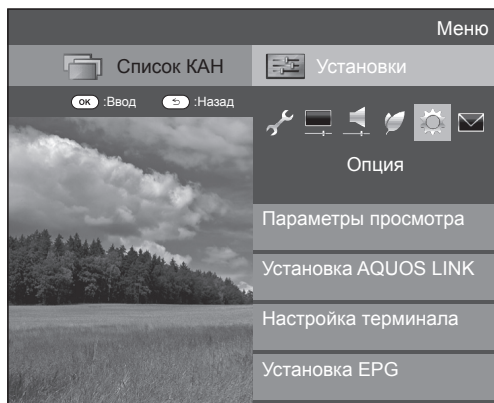 Меню
Список КАН
Установки
OK :Ввод :Назад
Опция
Параметры просмотра
Установка AQUOS LINK
Настройка терминала
Установка EPG